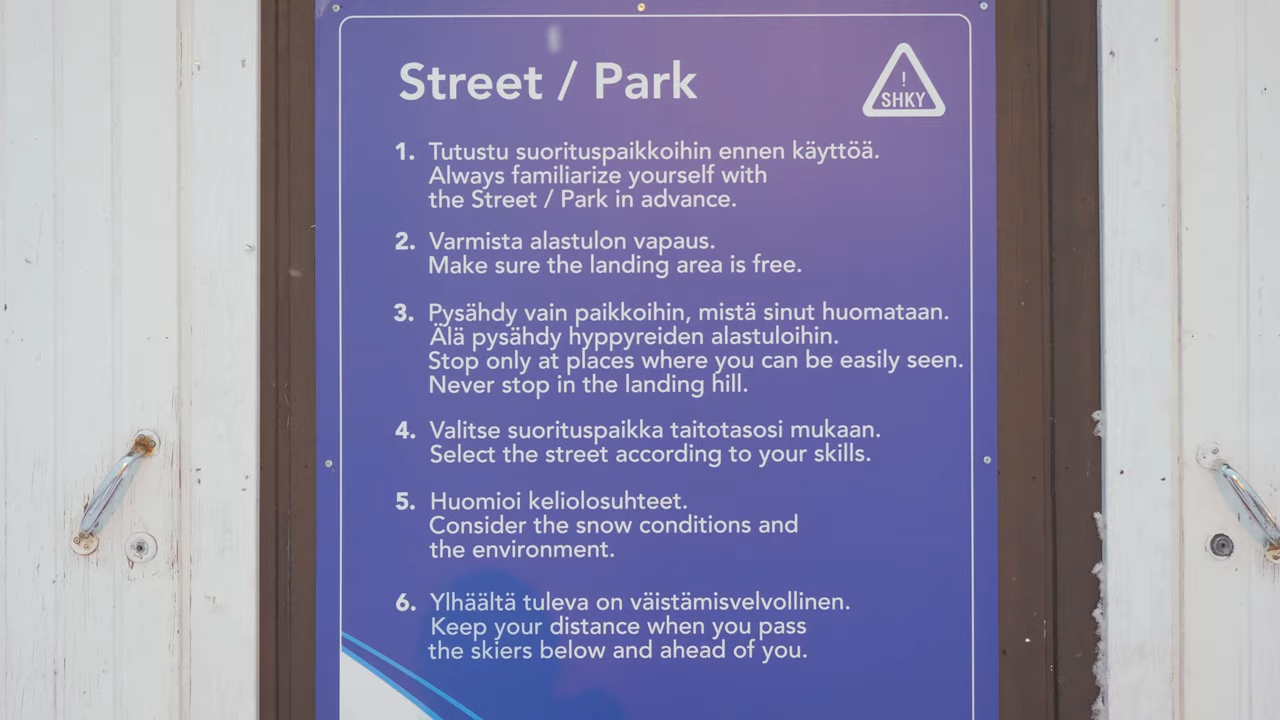 Street / Park
!
SHKY
1. Tutustu suorituspaikkoihin ennen käyttöä.
Always familiarize yourself with
the Street / Park in advance.
2. Varmista alastulon vapaus.
Make sure the landing area is free.
3. Pysähdy vain paikkoihin, mistä sinut huomataan.
Älä pysähdy hyppyreiden alastuloihin.
Stop only at places where you can be easily seen.
Never stop in the landing hill.
4. Valitse suorituspaikka taitotasosi mukaan.
Select the street according to your skills.
5. Huomioi keliolosuhteet.
Consider the snow conditions and
the environment.
6. Ylhäältä tuleva on väistämisvelvollinen.
Keep your distance when you pass
the skiers below and ahead of you.